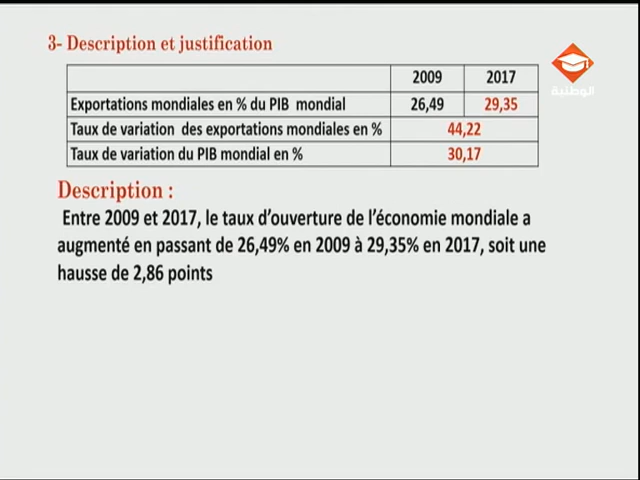 3- Description et justification
2009 2017
Exportations mondiales en % du PIB mondial 26,49 29,35
Taux de variation des exportations mondiales en % 44,22
Taux de variation du PIB mondial en % 30,17
الوطنية
Description :
Entre 2009 et 2017, le taux d’ouverture de l’économie mondiale a
augmenté en passant de 26,49% en 2009 à 29,35% en 2017, soit une
hausse de 2,86 points